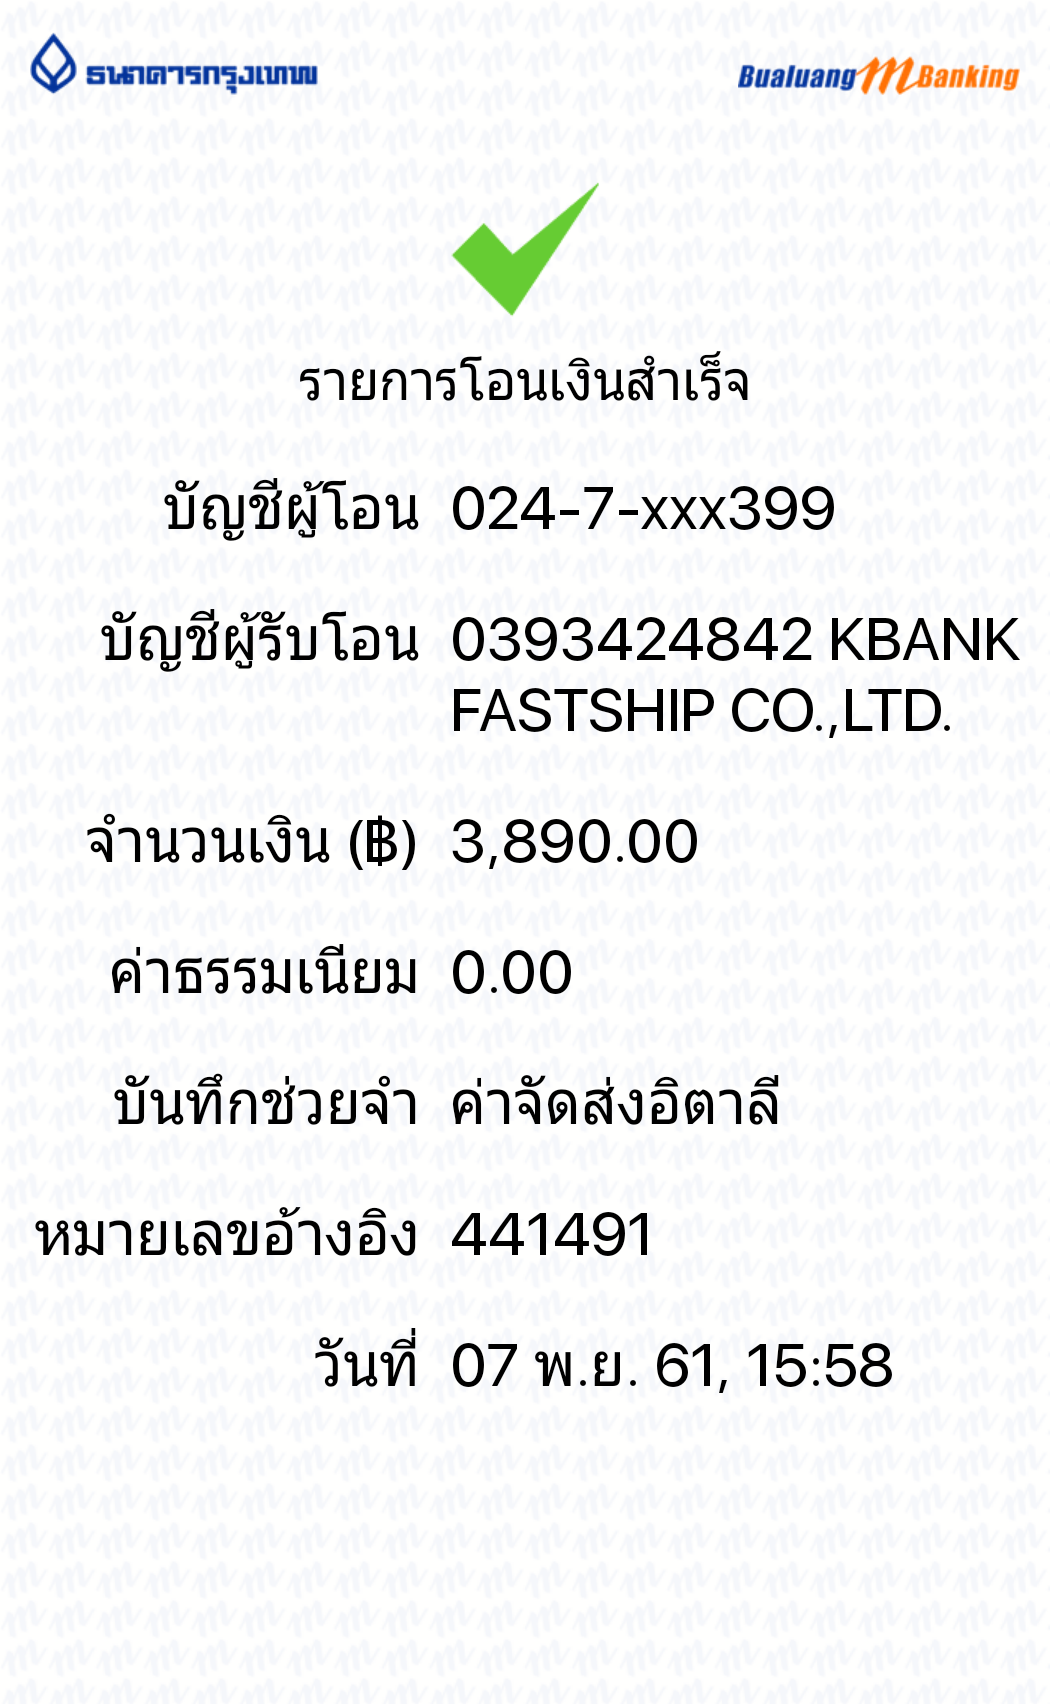 ธนาคารกรุงเทพ
Bualuang mBanking
รายการโอนเงินสำเร็จ
บัญชีผู้โอน 024-7-xxx399
บัญชีผู้รับโอน 0393424842 KBANK
FASTSHIP CO.,LTD.
จำนวนเงิน (฿) 3,890.00
ค่าธรรมเนียม 0.00
บันทึกช่วยจำ ค่าจัดส่งอิตาลี
หมายเลขอ้างอิง 441491
วันที่ 07 พ.ย. 61, 15:58